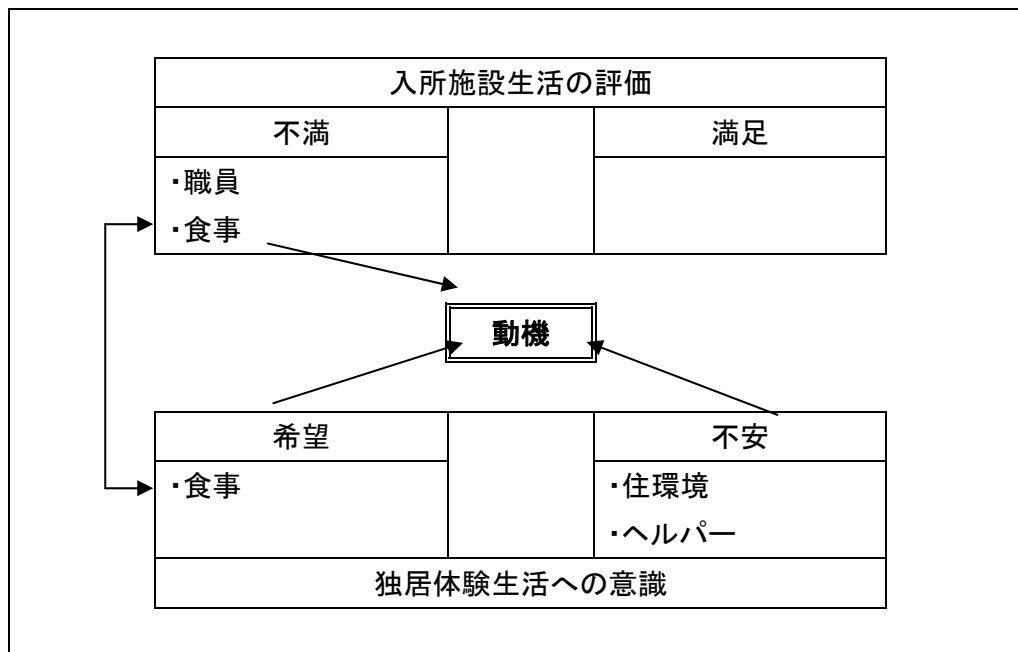 入所施設生活の評価
不満
満足
・職員
・食事
動機
希望
不安
・食事
・住環境
・ヘルパー
独居体験生活への意識